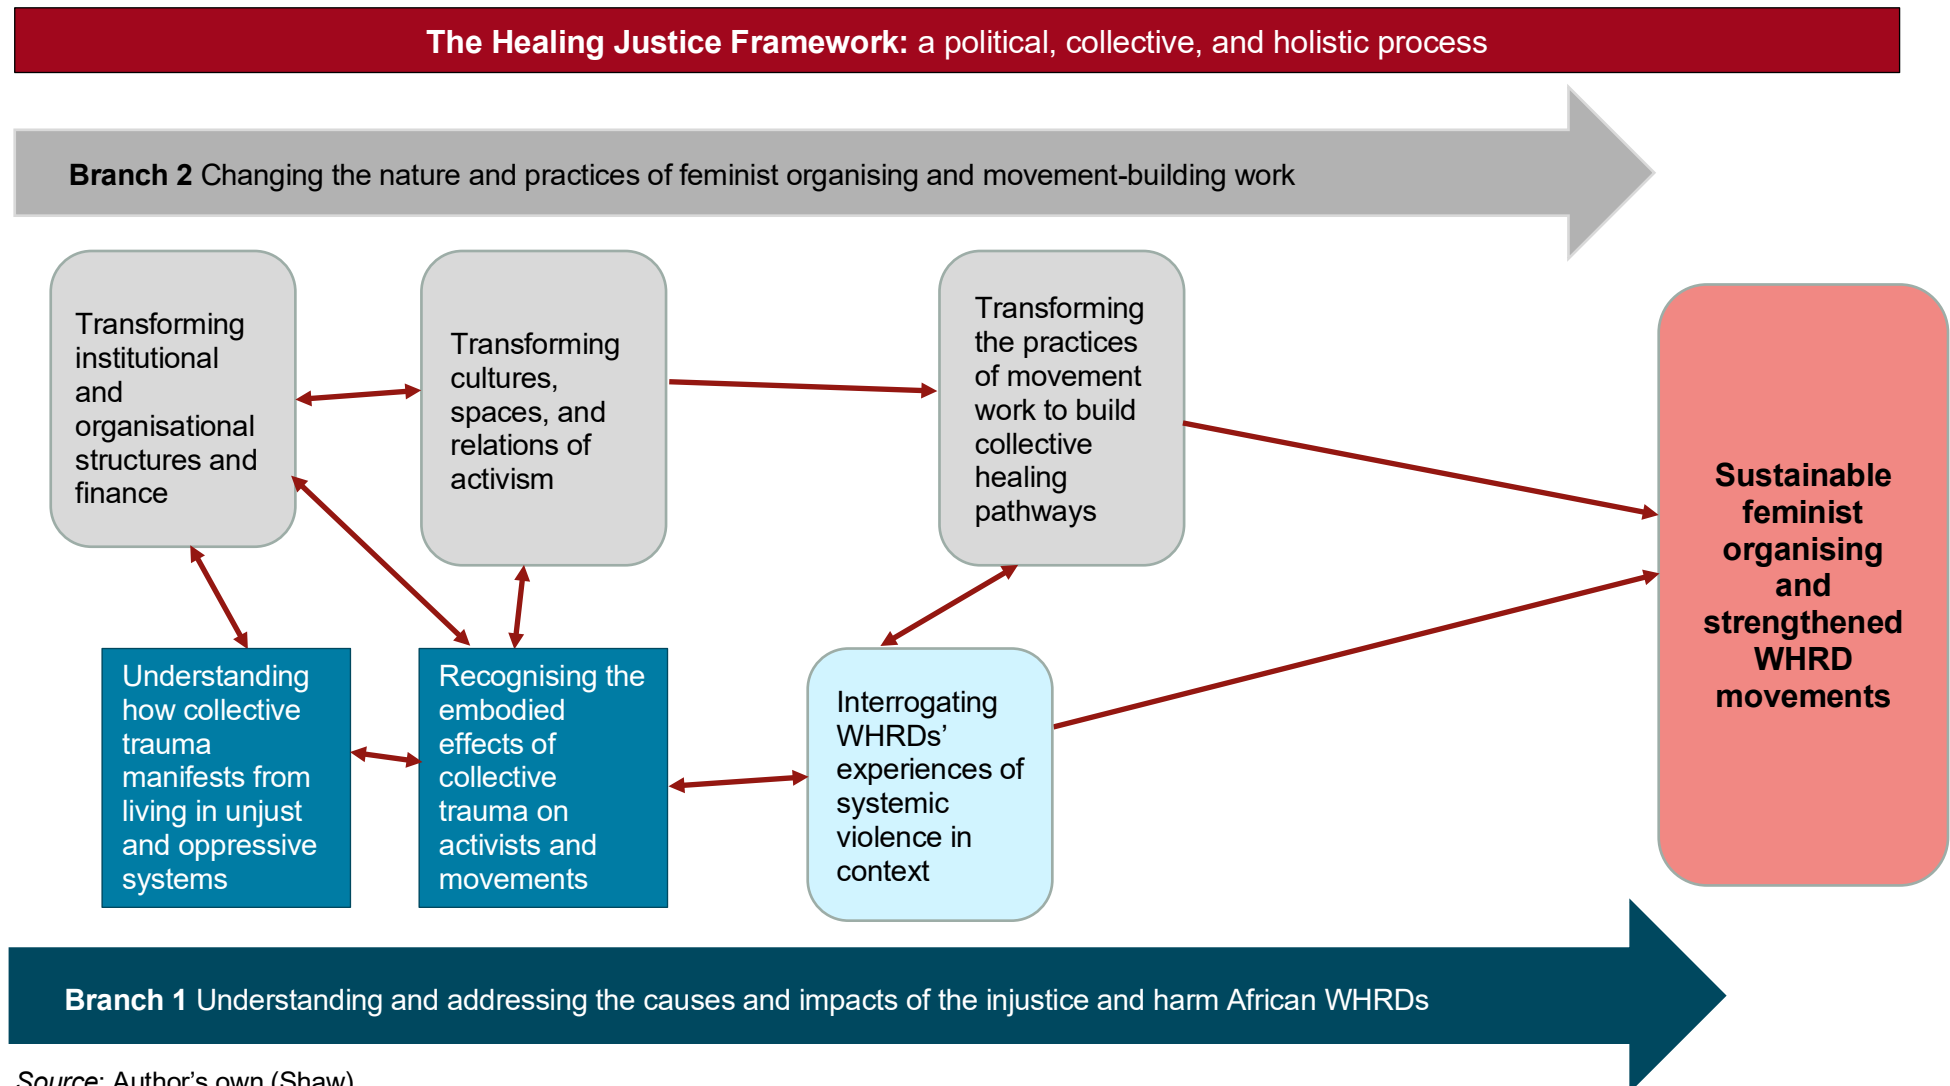 The Healing Justice Framework: a political, collective, and holistic process
Branch 2 Changing the nature and practices of feminist organising and movement-building work
Transforming
institutional
and
organisational
structures and
finance
Transforming
cultures,
spaces, and
relations of
activism
Transforming
the practices
of movement
work to build
collective
healing
pathways
Sustainable
feminist
organising
and
strengthened
WHRD
movements
Understanding
how collective
trauma
manifests from
living in unjust
and oppressive
systems
Recognising the
embodied
effects of
collective
trauma on
activists and
movements
Interrogating
WHRDs’
experiences of
systemic
violence in
context
Branch 1 Understanding and addressing the causes and impacts of the injustice and harm African WHRDs
Source: Author's own (Shaw)